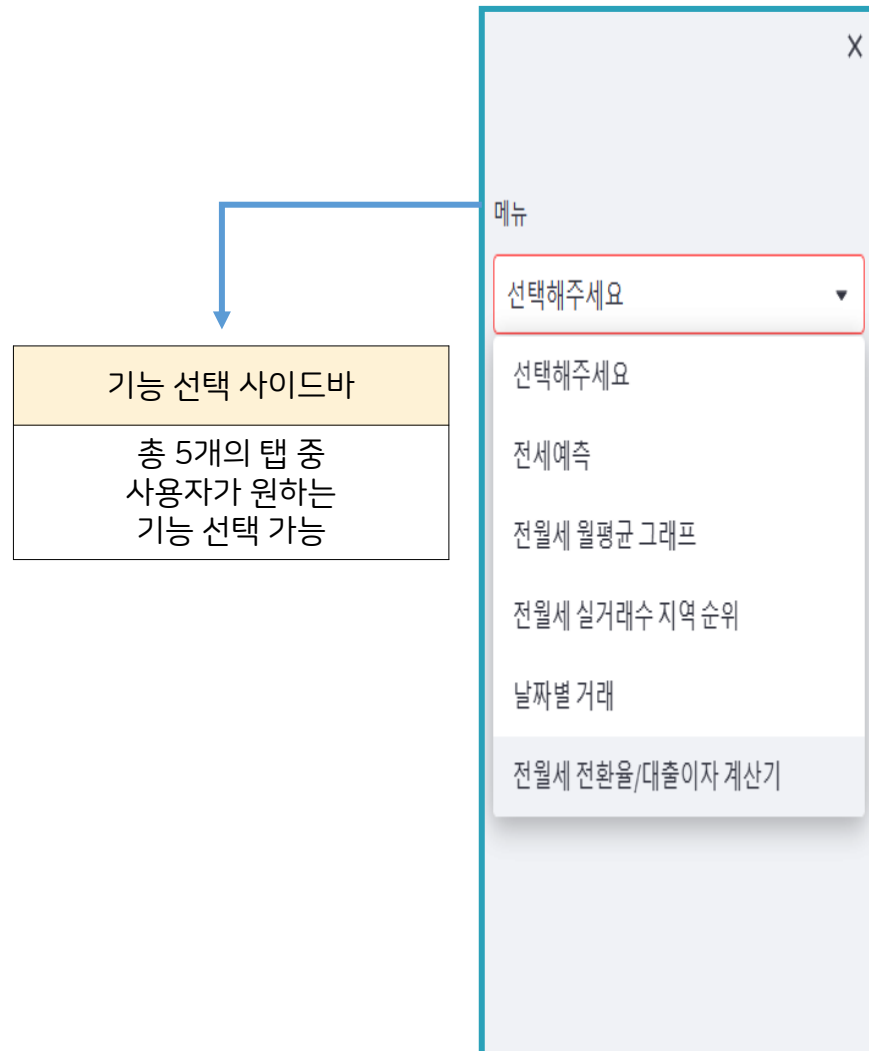 X
메뉴
선택해주세요
선택해주세요
전세예측
전월세 월평균 그래프
전월세 실거래수 지역 순위
날짜별 거래
전월세 전환율/대출이자 계산기
기능 선택 사이드바
총 5개의 탭 중
사용자가 원하는
기능 선택 가능